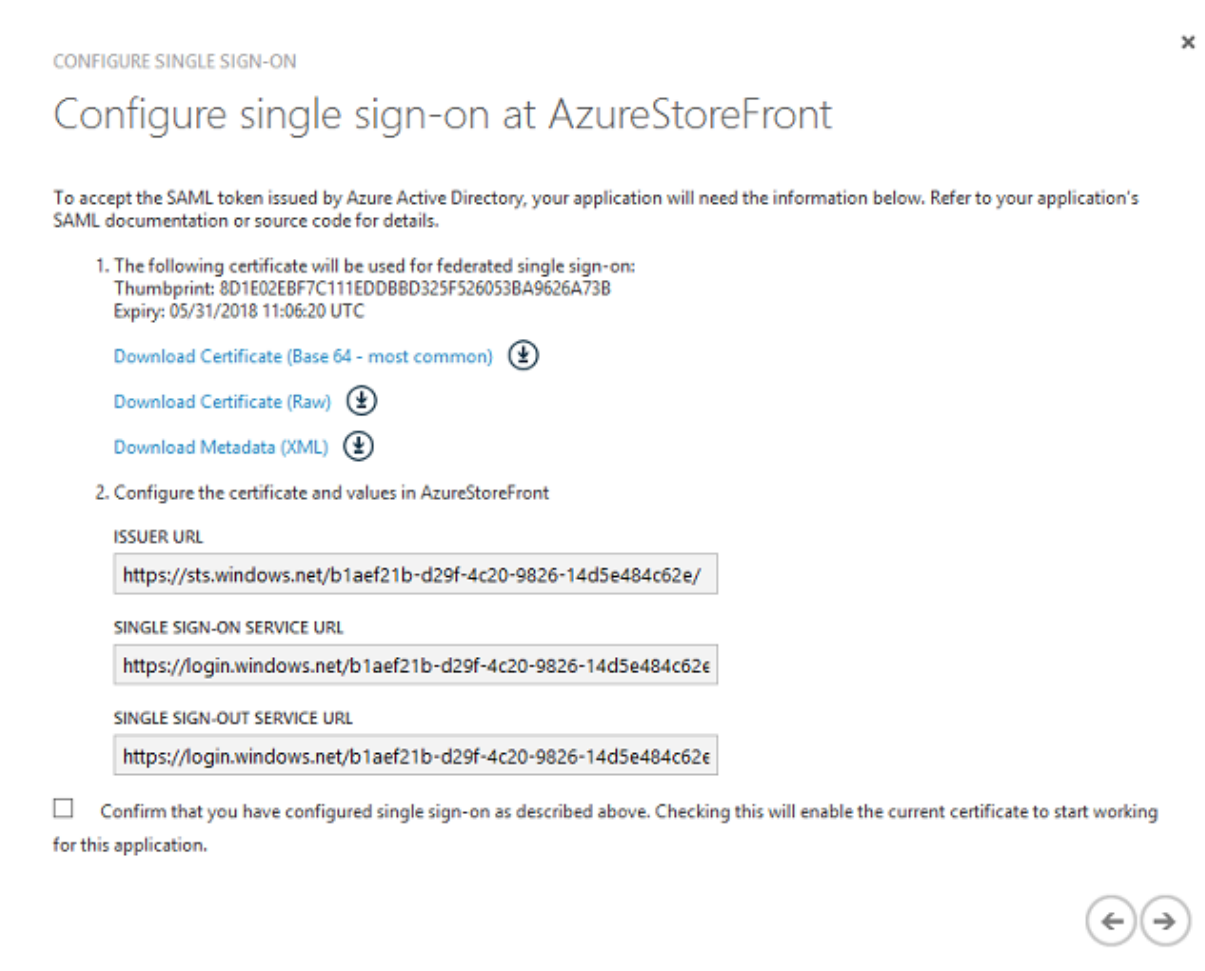 CONFIGURE SINGLE SIGN-ON
Configure single sign-on at AzureStoreFront
To accept the SAML token issued by Azure Active Directory, your application will need the information below. Refer to your application's
SAML documentation or source code for details.
1. The following certificate will be used for federated single sign-on:
Thumbprint: 8D1E02EBF7C111EDDBBD325F526053BA9626A73B
Expiry: 05/31/2018 11:06:20 UTC
Download Certificate (Base 64 - most common)
Download Certificate (Raw)
Download Metadata (XML)
2. Configure the certificate and values in AzureStoreFront
ISSUER URL
https://sts.windows.net/b1aef21b-d29f-4c20-9826-14d5e484c62e/
SINGLE SIGN-ON SERVICE URL
https://login.windows.net/b1aef21b-d29f-4c20-9826-14d5e484c62e
SINGLE SIGN-OUT SERVICE URL
https://login.windows.net/b1aef21b-d29f-4c20-9826-14d5e484c62e
Confirm that you have configured single sign-on as described above. Checking this will enable the current certificate to start working
for this application.